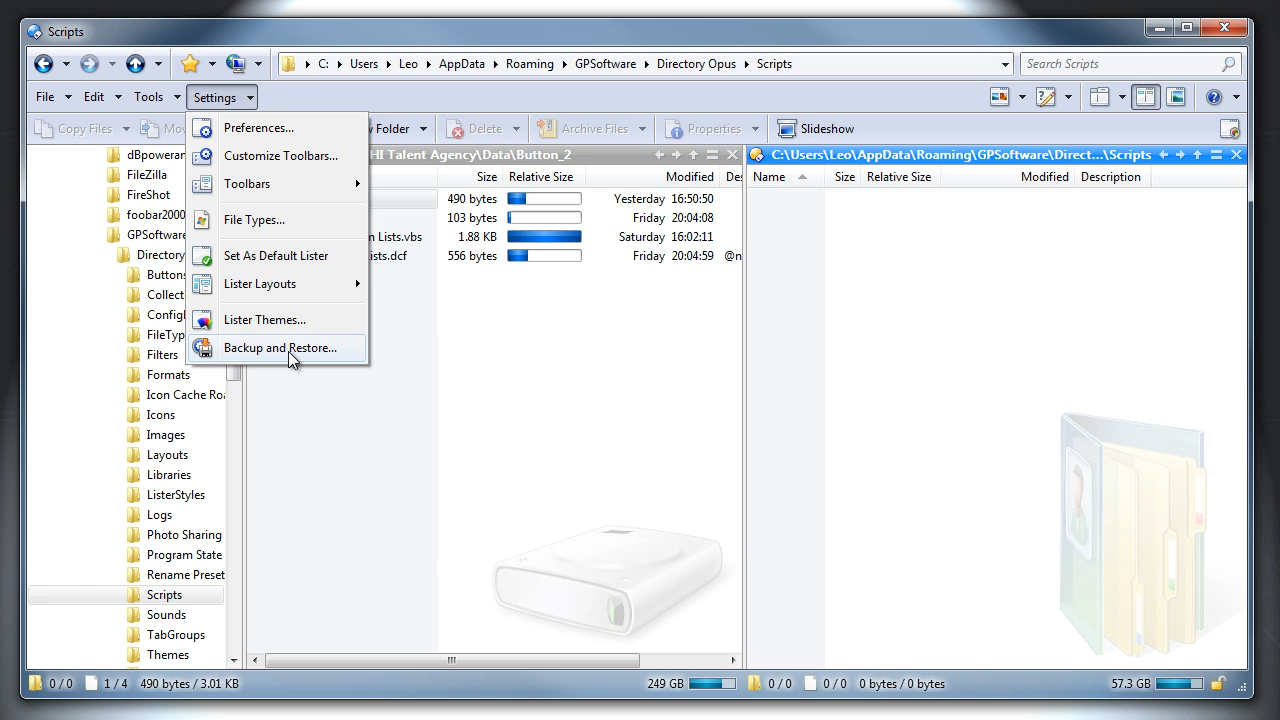 Scripts
C: Users Leo AppData Roaming GPSoftware Directory Opus Scripts
Search Scripts
File Edit Tools Settings
Copy Files
Folder Delete Archive Files Properties Slideshow
Preferences...
Customize Toolbars...
Toolbars
File Types...
Set As Default Lister
Lister Layouts
Lister Themes...
Backup and Restore...
dBpoweram
FileZilla
FireShot
foobar2000
GPSoftware
Directory
Buttons
Collect
Config
FileTyp
Filters
Formats
Icon Cache Roa
Icons
Images
Layouts
Libraries
ListerStyles
Logs
Photo Sharing
Program State
Rename Preset
Scripts
Sounds
TabGroups
Themes
HI Talent Agency\Data\Button_2
Size Relative Size Modified Des
490 bytes Yesterday 16:50:50
103 bytes Friday 20:04:08
n Lists.vbs 1.88 KB Saturday 16:02:11
ists.dcf 556 bytes Friday 20:04:59 @n
C:\Users\Leo\AppData\Roaming\GPSoftware\Direct...\Scripts
Name Size Relative Size Modified Description
0 / 0 1 / 4 490 bytes / 3.01 KB 249 GB
0 / 0 0 / 0 0 bytes / 0 bytes 57.3 GB